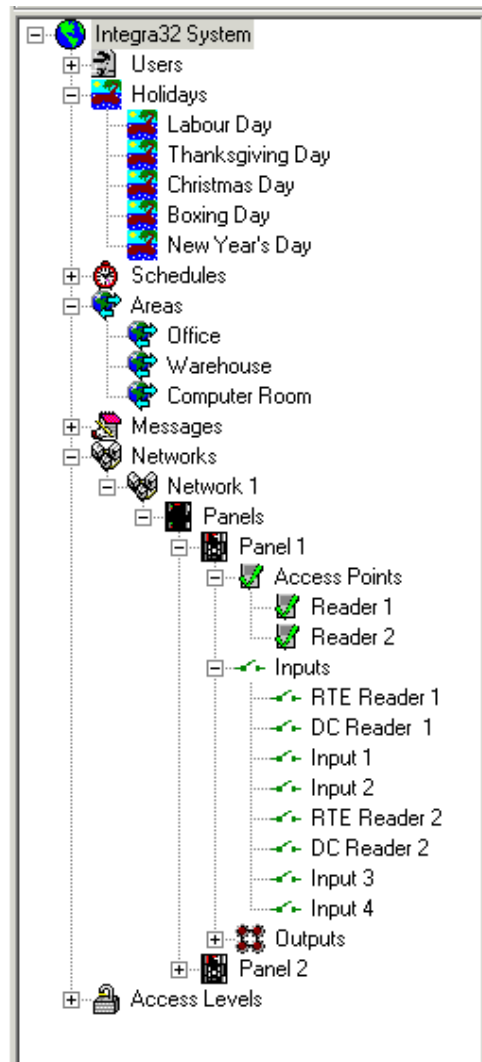 Integra32 System
Users
Holidays
Labour Day
Thanksgiving Day
Christmas Day
Boxing Day
New Year's Day
Schedules
Areas
Office
Warehouse
Computer Room
Messages
Networks
Network 1
Panels
Panel 1
Access Points
Reader 1
Reader 2
Inputs
RTE Reader 1
DC Reader  1
Input 1
Input 2
RTE Reader 2
DC Reader 2
Input 3
Input 4
Outputs
Panel 2
Access Levels